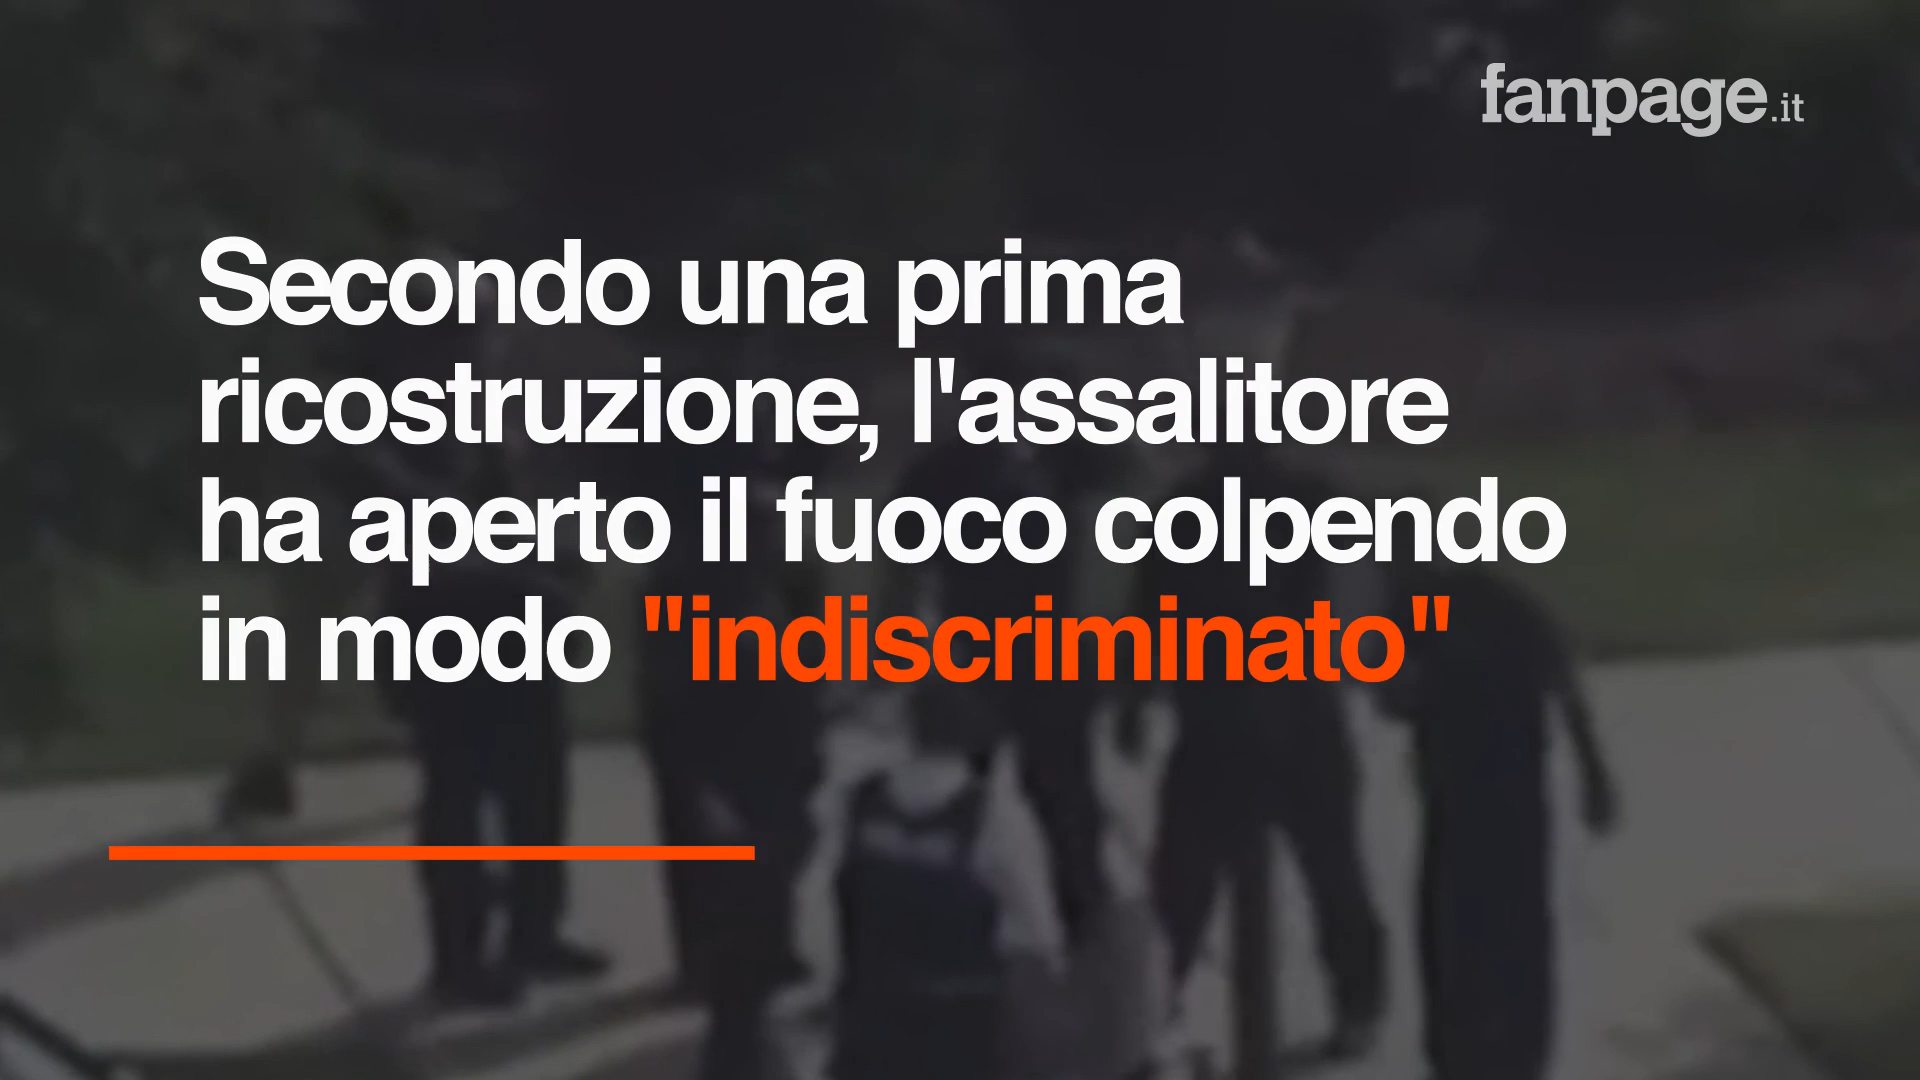 fanpage.it
Secondo una prima
ricostruzione, l'assalitore
ha aperto il fuoco colpendo
in modo "indiscriminato"